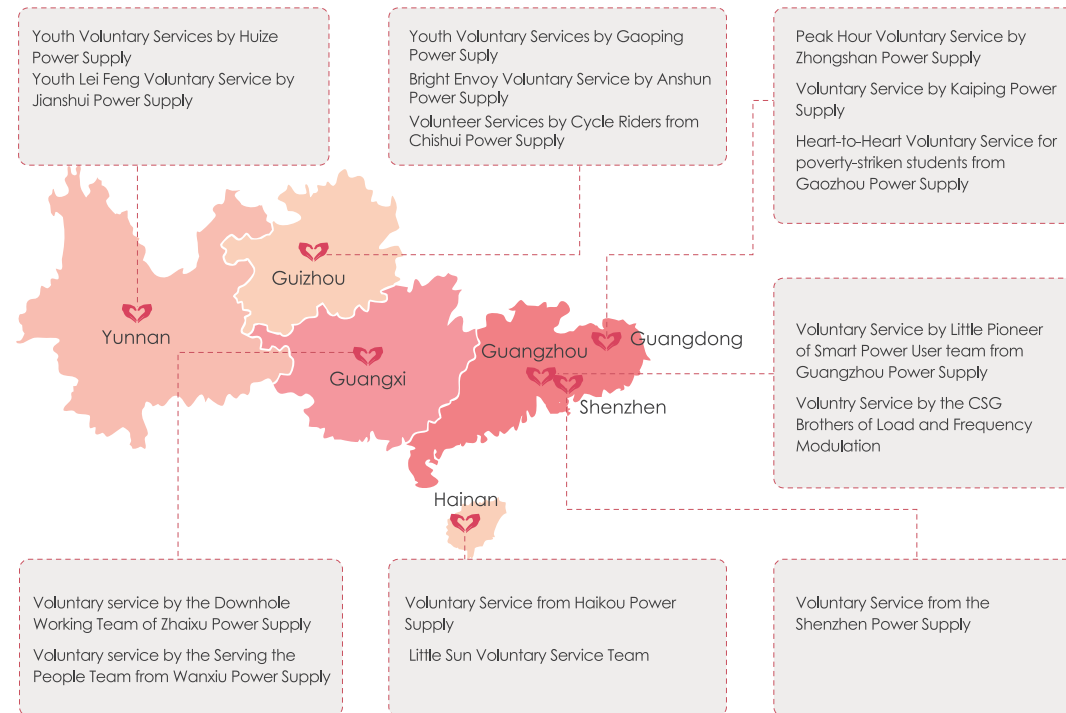 Youth Voluntary Services by Huize
Power Supply
Youth Lei Feng Voluntary Service by
Jianshui Power Supply
Youth Voluntary Services by Gaoping
Power Suply
Bright Envoy Voluntary Service by Anshun
Power Supply
Volunteer Services by Cycle Riders from
Chishui Power Supply
Peak Hour Voluntary Service by
Zhongshan Power Supply
Voluntary Service by Kaiping Power
Supply
Heart-to-Heart Voluntary Service for
poverty-striken students from
Gaozhou Power Supply
Guizhou
Yunnan
Guangxi
Guangzhou
Guangdong
Shenzhen
Hainan
Voluntary Service by Little Pioneer
of Smart Power User team from
Guangzhou Power Supply
Voluntry Service by the CSG
Brothers of Load and Frequency
Modulation
Voluntary service by the Downhole
Working Team of Zhaixu Power Supply
Voluntary service by the Serving the
People Team from Wanxiu Power Supply
Voluntary Service from Haikou Power
Supply
Little Sun Voluntary Service Team
Voluntary Service from the
Shenzhen Power Supply